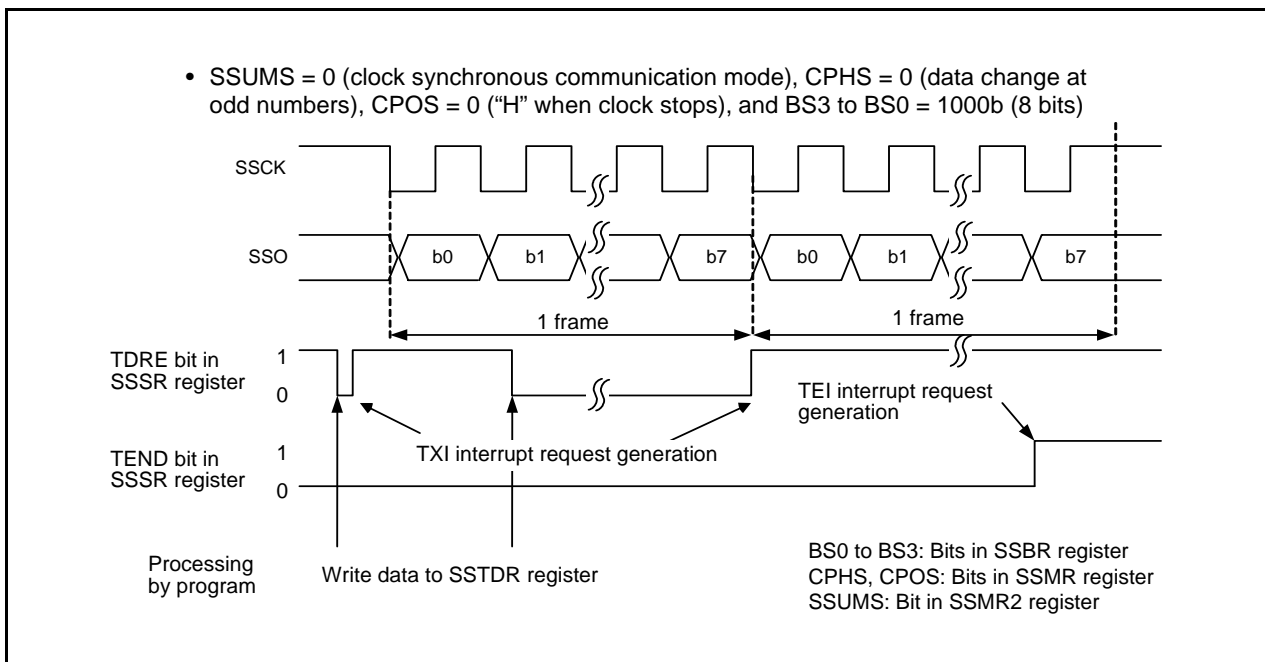 • SSUMS = 0 (clock synchronous communication mode), CPHS = 0 (data change at
odd numbers), CPOS = 0 (“H” when clock stops), and BS3 to BS0 = 1000b (8 bits)
SSCK
SSO
b0
b1
b7
b0
b1
b7
1 frame
1 frame
TDRE bit in
SSSR register
1
0
TEI interrupt request
generation
TXI interrupt request generation
TEND bit in
SSSR register
1
0
Processing
by program
Write data to SSTDR register
BS0 to BS3: Bits in SSBR register
CPHS, CPOS: Bits in SSMR register
SSUMS: Bit in SSMR2 register